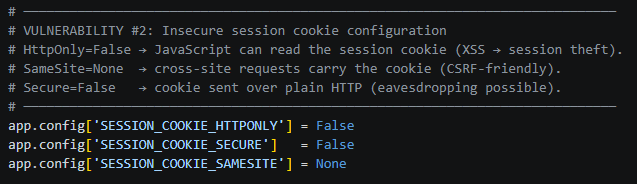 # ──────────────────────────────────────────────────────────────────────────
# VULNERABILITY #2: Insecure session cookie configuration
# HttpOnly=False → JavaScript can read the session cookie (XSS → session theft).
# SameSite=None  → cross-site requests carry the cookie (CSRF-friendly).
# Secure=False   → cookie sent over plain HTTP (eavesdropping possible).
# ──────────────────────────────────────────────────────────────────────────
app.config['SESSION_COOKIE_HTTPONLY'] = False
app.config['SESSION_COOKIE_SECURE']   = False
app.config['SESSION_COOKIE_SAMESITE'] = None